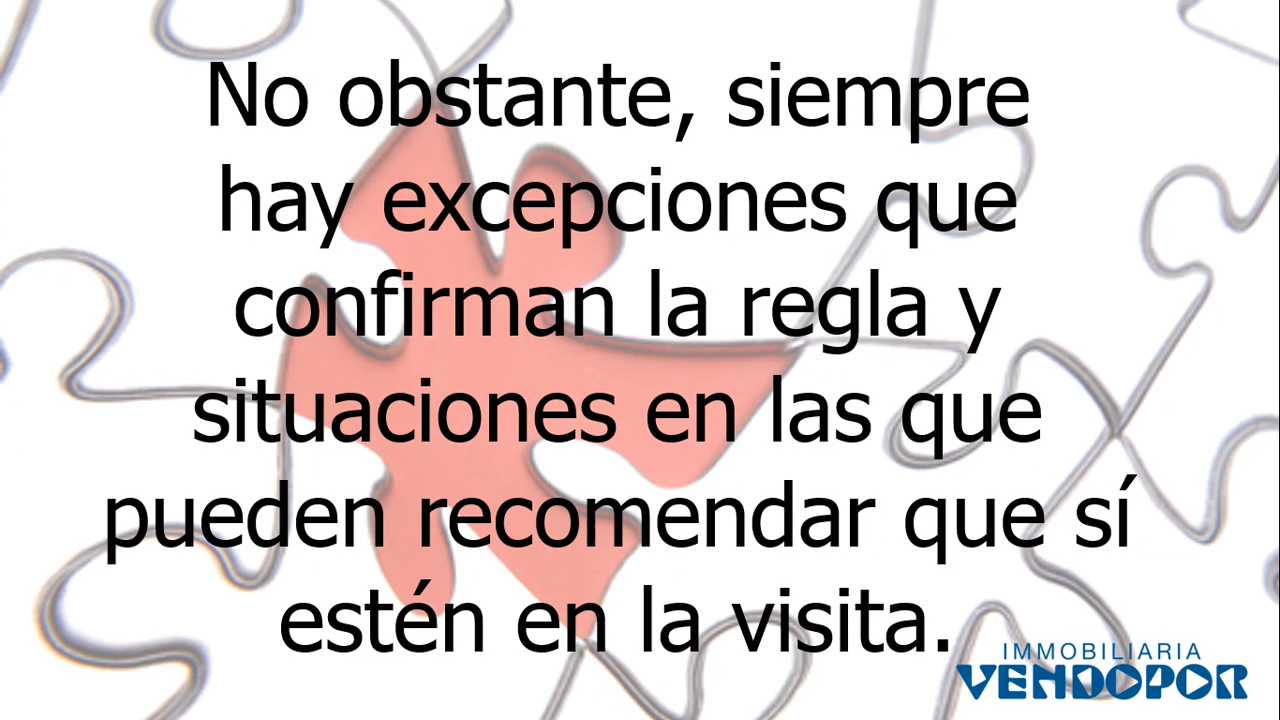 No obstante, siempre
hay excepciones que
confirman la regla y
situaciones en las que
pueden recomendar que sí
estén en la visita.
IMMOBILIARIA
VENDOPOR